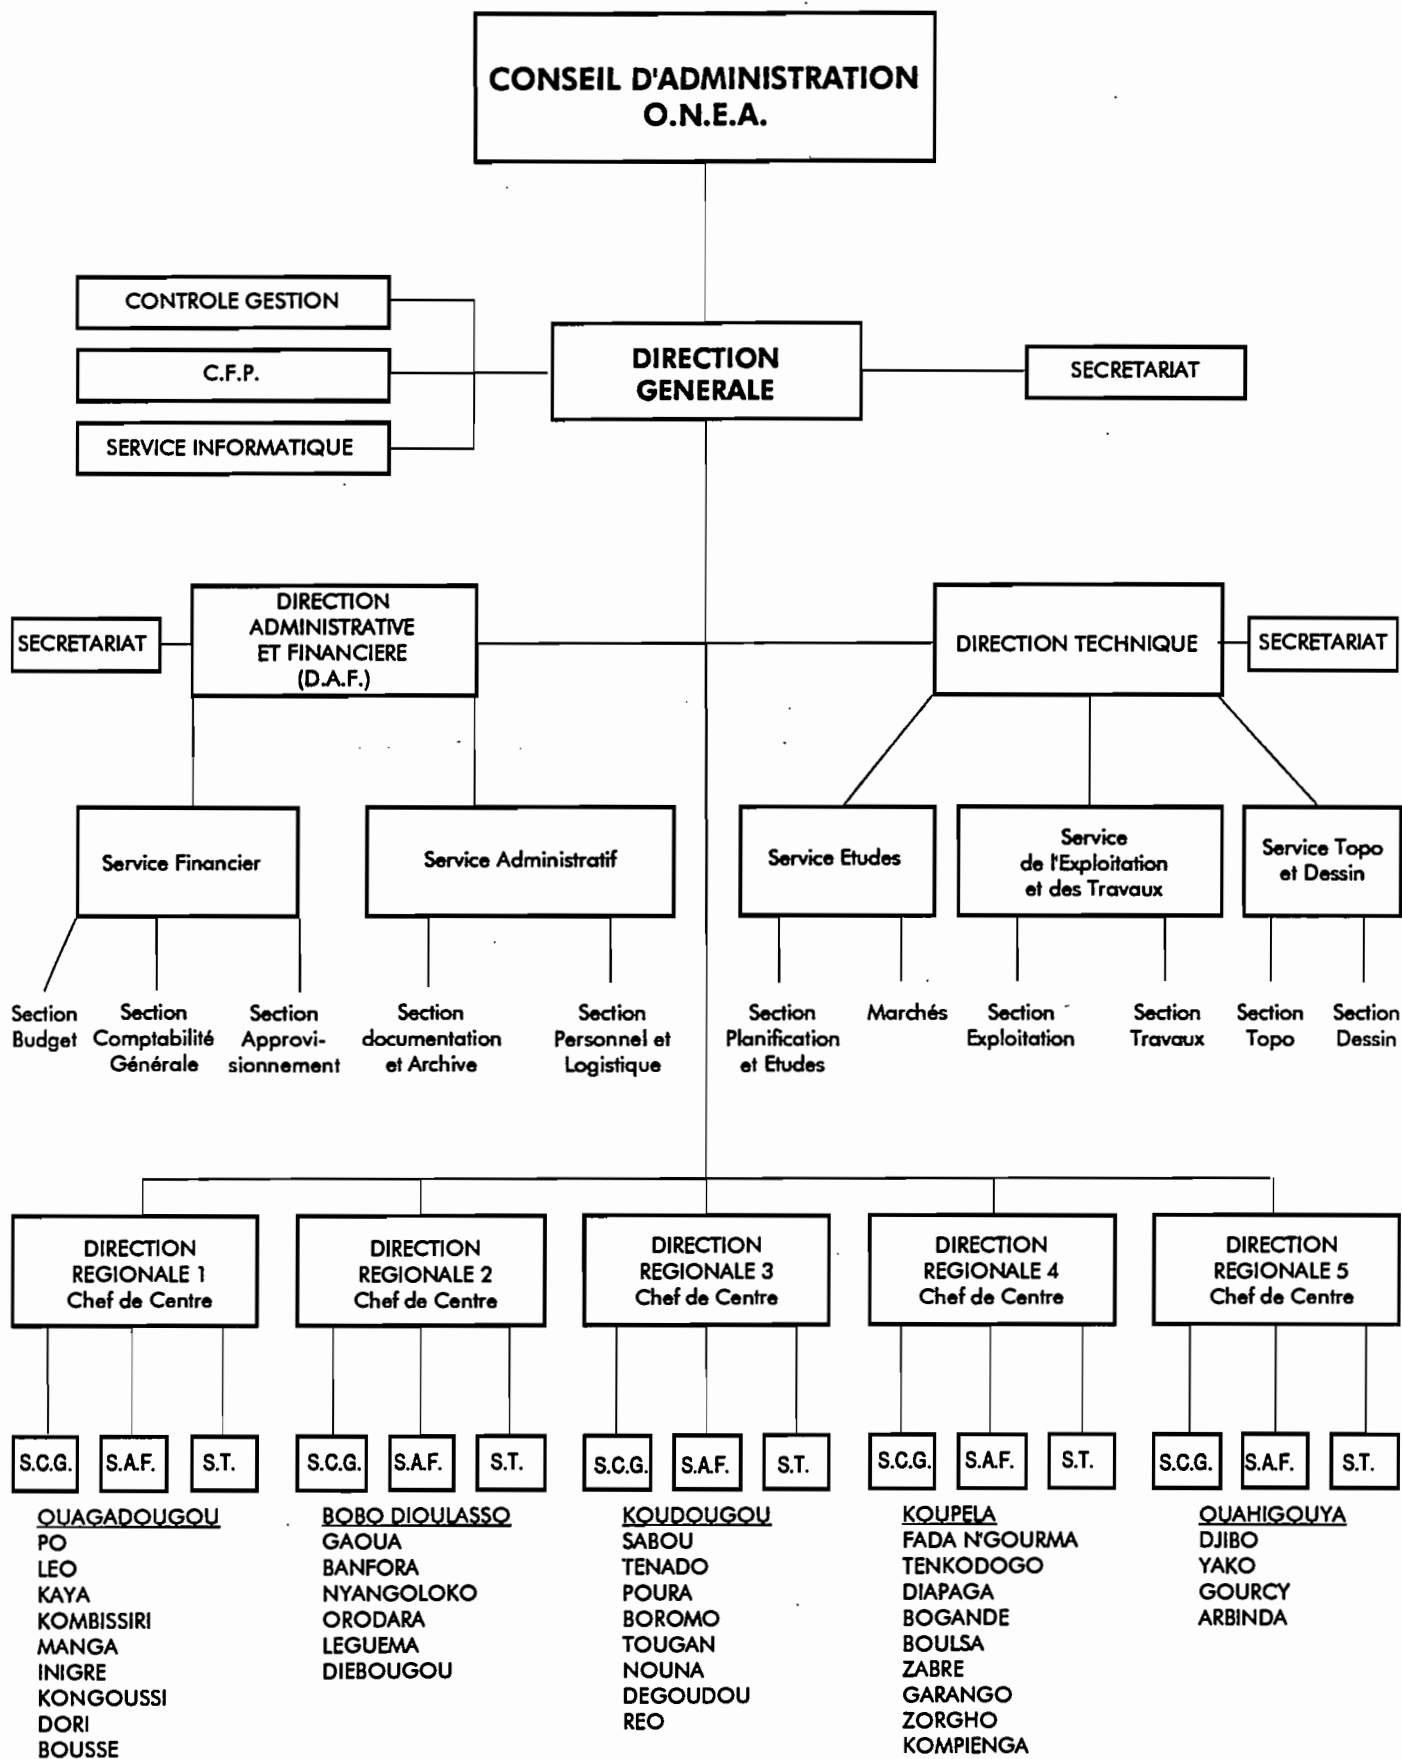 CONSEIL D'ADMINISTRATION
O.N.E.A.
CONTROLE GESTION
C.F.P.
SERVICE INFORMATIQUE
DIRECTION
GENERALE
SECRETARIAT
SECRETARIAT
DIRECTION
ADMINISTRATIVE
ET FINANCIERE
(D.A.F.)
DIRECTION TECHNIQUE
SECRETARIAT
Service Financier
Service Administratif
Service Etudes
Service
de l'Exploitation
et des Travaux
Service Topo
et Dessin
Section
Budget
Section
Comptabilité
Générale
Section
Approvi-
sionnement
Section
documentation
et Archive
Section
Personnel et
Logistique
Section
Planification
et Etudes
Marchés
Section
Exploitation
Section
Travaux
Section
Topo
Section
Dessin
DIRECTION
REGIONALE 1
Chef de Centre
DIRECTION
REGIONALE 2
Chef de Centre
DIRECTION
REGIONALE 3
Chef de Centre
DIRECTION
REGIONALE 4
Chef de Centre
DIRECTION
REGIONALE 5
Chef de Centre
S.C.G.
S.A.F.
S.T.
S.C.G.
S.A.F.
S.T.
S.C.G.
S.A.F.
S.T.
S.C.G.
S.A.F.
S.T.
S.C.G.
S.A.F.
S.T.
OUAGADOUGOU
PO
LEO
KAYA
KOMBISSIRI
MANGA
INIGRE
KONGOUSSI
DORI
BOUSSE
BOBO DIOULASSO
GAOUA
BANFORA
NYANGOLOKO
ORODARA
LEGUEMA
DIEBOUGOU
KOUDOUGOU
SABOU
TENADO
POURA
BOROMO
TOUGAN
NOUNA
DEGOUDOU
REO
KOUPELA
FADA N'GOURMA
TENKODOGO
DIAPAGA
BOGANDE
BOULSA
ZABRE
GARANGO
ZORGHO
KOMPIENGA
OUAHIGOUYA
DJIBO
YAKO
GOURCY
ARBINDA